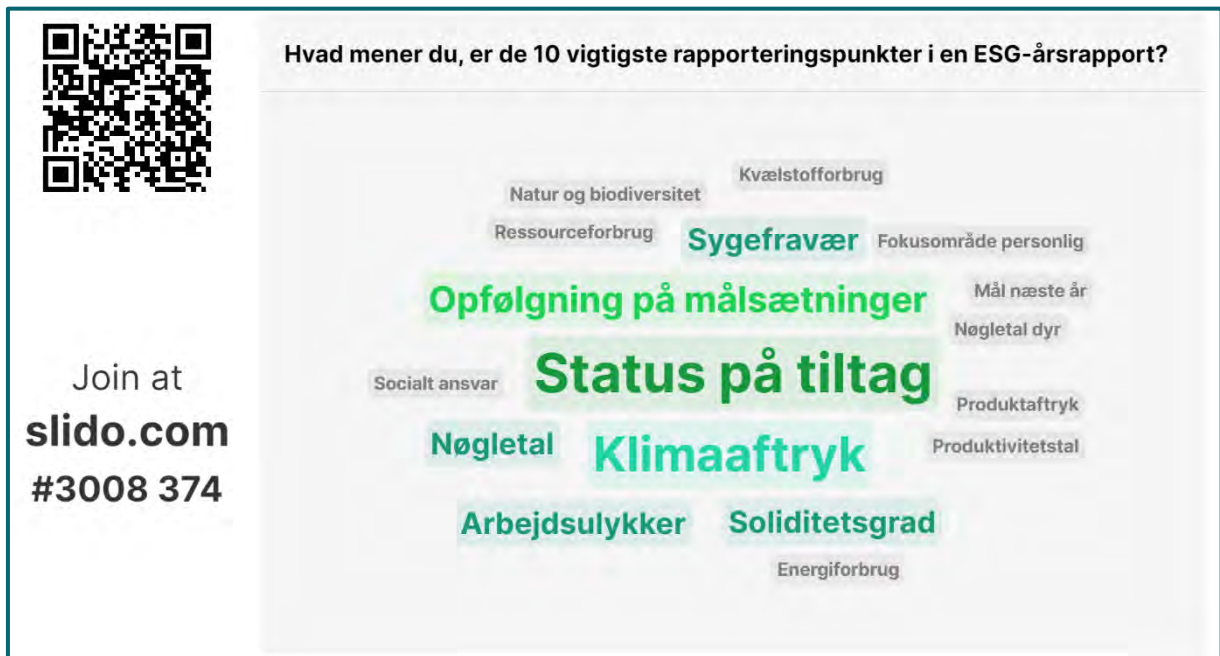 Hvad mener du, er de 10 vigtigste rapporteringspunkter i en ESG-årsrapport?
Join at
slido.com
#3008 374
Kvælstofforbrug
Natur og biodiversitet
Ressourceforbrug
Sygefravær
Fokusområde personlig
Opfølgning på målsætninger
Mål næste år
Nøgletal dyr
Status på tiltag
Socialt ansvar
Produktaftryk
Nøgletal
Klimaaftryk
Produktivitetstal
Arbejdsulykker
Soliditetsgrad
Energiforbrug